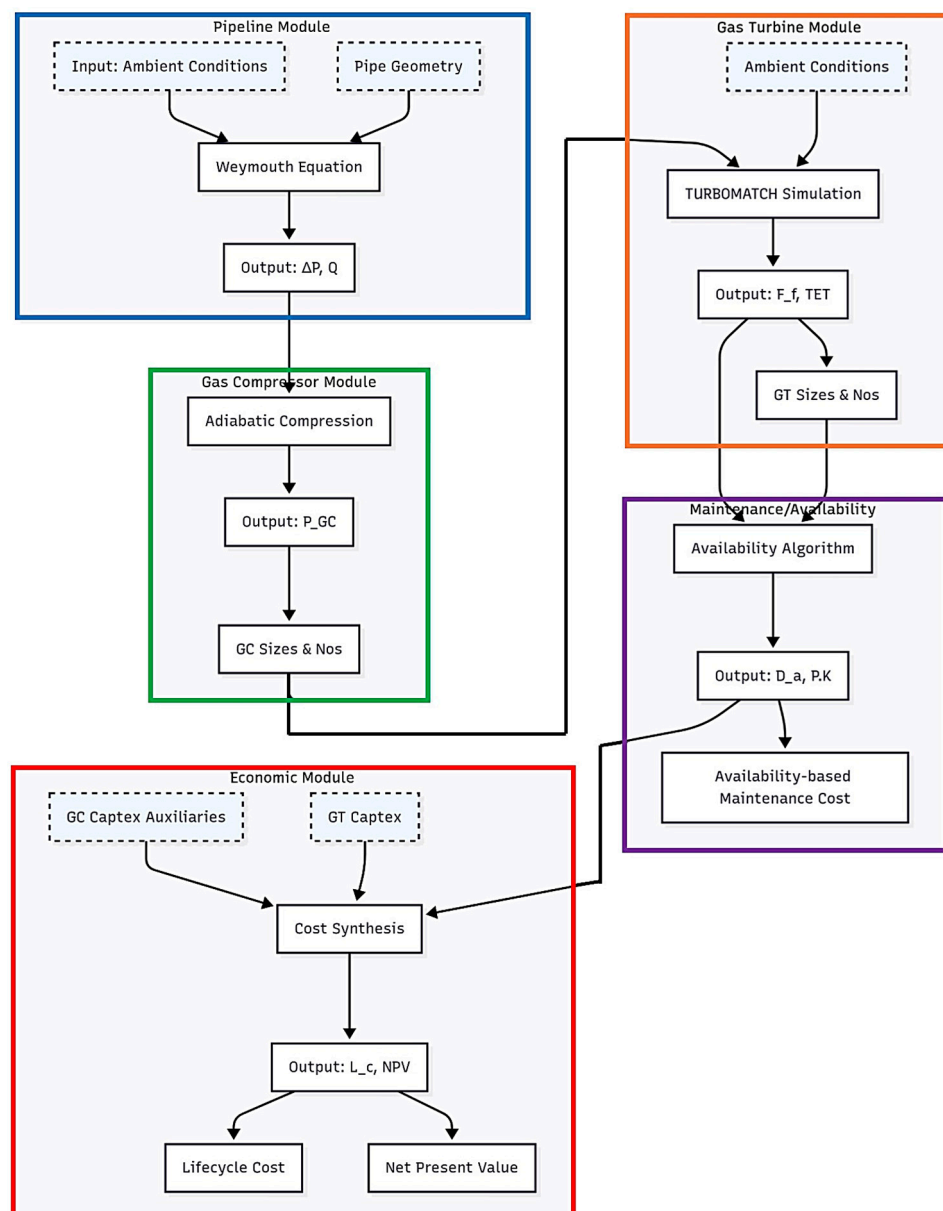 Pipeline Module
Input: Ambient Conditions
Pipe Geometry
Weymouth Equation
Output: ΔP, Q
Gas Compressor Module
Adiabatic Compression
Output: P_GC
GC Sizes & Nos
Gas Turbine Module
Ambient Conditions
TURBOMATCH Simulation
Output: F_f, TET
GT Sizes & Nos
Maintenance/Availability
Availability Algorithm
Output: D_a, P.K
Availability-based
Maintenance Cost
Economic Module
GC Captex Auxiliaries
GT Captex
Cost Synthesis
Output: L_c, NPV
Lifecycle Cost
Net Present Value